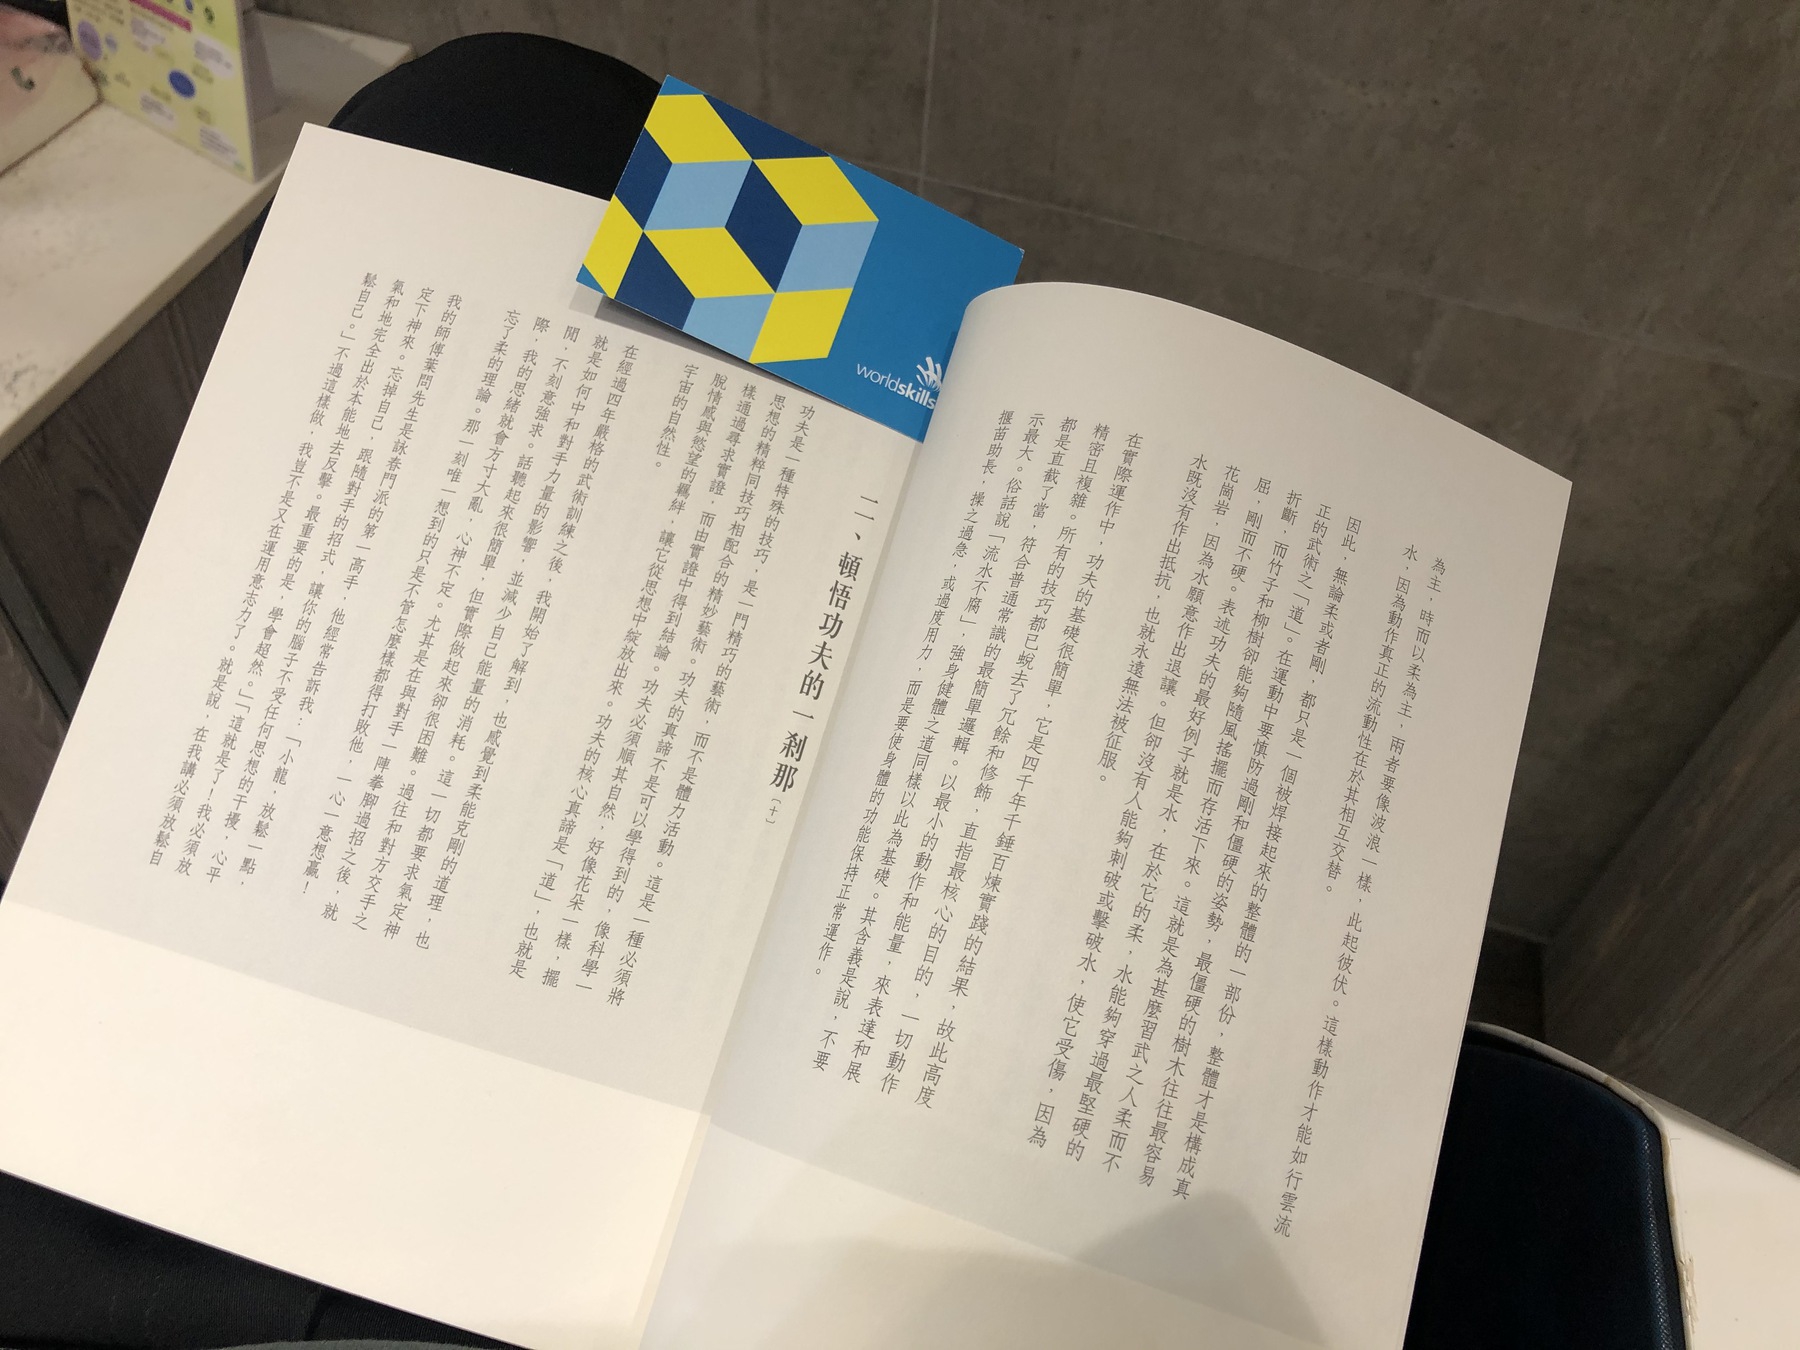 為主，時而以柔為主，兩者要像波浪一樣，此起彼伏。這樣動作才能如行雲流
水，因為動作真正的流動性在於其相互交替。
因此，無論柔或者剛，都只是一個被焊接起來的整體的一部份，整體才是構成真
正的武術之「道」。在運動中要慎防過剛和僵硬的姿勢，最僵硬的樹木往往最容易
折斷，而竹子和柳樹卻能夠隨風搖擺而存活下來。這就是為甚麼習武之人柔而不
屈，剛而不硬。表述功夫的最好例子就是水，在於它的柔，水能夠穿過最堅硬的
花崗岩，因為水願意作出退讓。但卻沒有人能夠刺破或擊破水，使它受傷，因為
水既沒有作出抵抗，也就永遠無法被征服。
在實際運作中，功夫的基礎很簡單，它是四千年千錘百煉實踐的結果，故此高度
精密且複雜。所有的技巧都已蛻去了冗餘和修飾，直指最核心的目的，一切動作
都是直截了當，符合普通常識的最簡單邏輯。以最小的動作和能量，來表達和展
示最大。俗話說「流水不腐」，強身健體之道同樣以此為基礎。其含義是說，不要
揠苗助長，操之過急，或過度用力，而是要使身體的功能保持正常運作。
二、頓悟功夫的一剎那〔十〕
功夫是一種特殊的技巧，是一門精巧的藝術，而不是體力活動。這是一種必須將
思想的精粹同技巧相配合的精妙藝術。功夫的真諦不是可以學得到的，像科學一
樣通過尋求實證，而由實證中得到結論。功夫必須順其自然，好像花朵一樣，擺
脫情感與慾望的羈絆，讓它從思想中綻放出來。功夫的核心真諦是「道」，也就是
宇宙的自然性。
在經過四年嚴格的武術訓練之後，我開始了解到，也感覺到柔能克剛的道理，也
就是如何中和對手力量的影響，並減少自己能量的消耗。這一切都要求氣定神
閒，不刻意強求。話聽起來很簡單，但實際做起來卻很困難。過往和對方交手之
際，我的思緒就會方寸大亂，心神不定。尤其是在與對手一陣拳腳過招之後，就
忘了柔的理論。那一刻唯一想到的只是不管怎麼樣都得打敗他，一心一意想贏！
我的師傅葉問先生是詠春門派的第一高手，他經常告訴我：「小龍，放鬆一點，
定下神來。忘掉自己，跟隨對手的招式，讓你的腦子不受任何思想的干擾，心平
氣和地完全出於本能地去反擊。最重要的是，學會超然。」「這就是了！我必須放
鬆自己。」不過這樣做，我豈不是又在運用意志力了。就是說，在我講必須放鬆自
worldskills